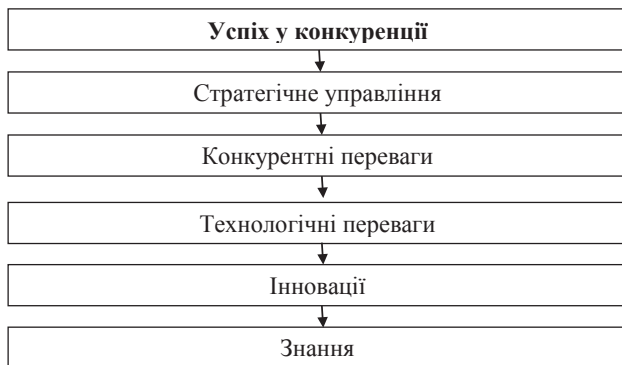 Успіх у конкуренції
Стратегічне управління
Конкурентні переваги
Технологічні переваги
Інновації
Знання